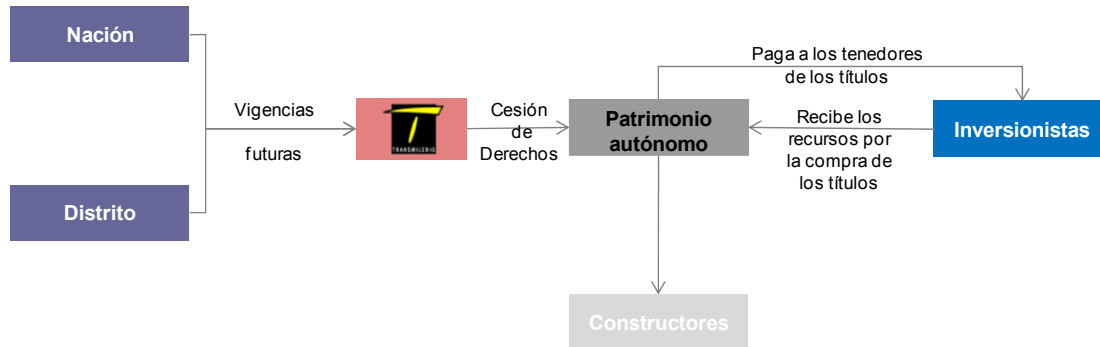 Nación
Distrito
Vigencias
futuras
TRANSMILENIO
Cesión
de
Derechos
Patrimonio
autónomo
Paga a los tenedores
de los títulos
Recibe los
recursos por
la compra de
los títulos
Inversionistas
Constructores